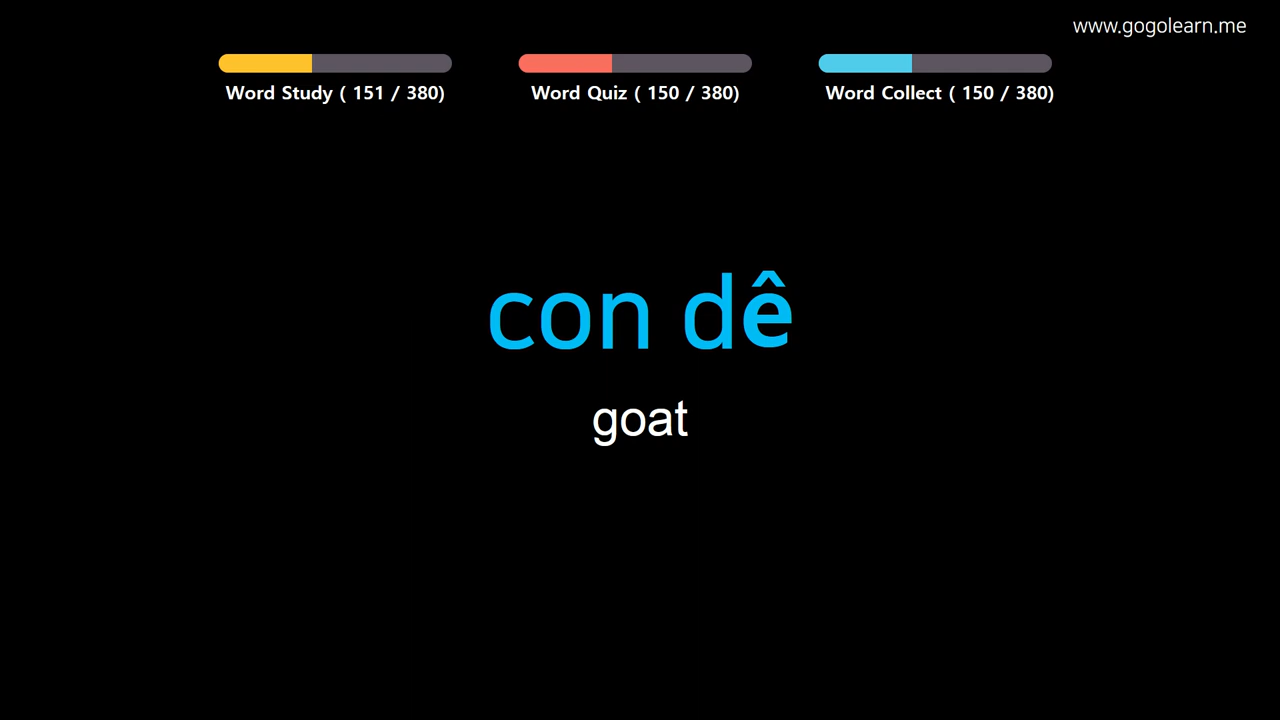 www.gogolearn.me
Word Study ( 151 / 380)
Word Quiz ( 150 / 380)
Word Collect ( 150 / 380)
con dê
goat